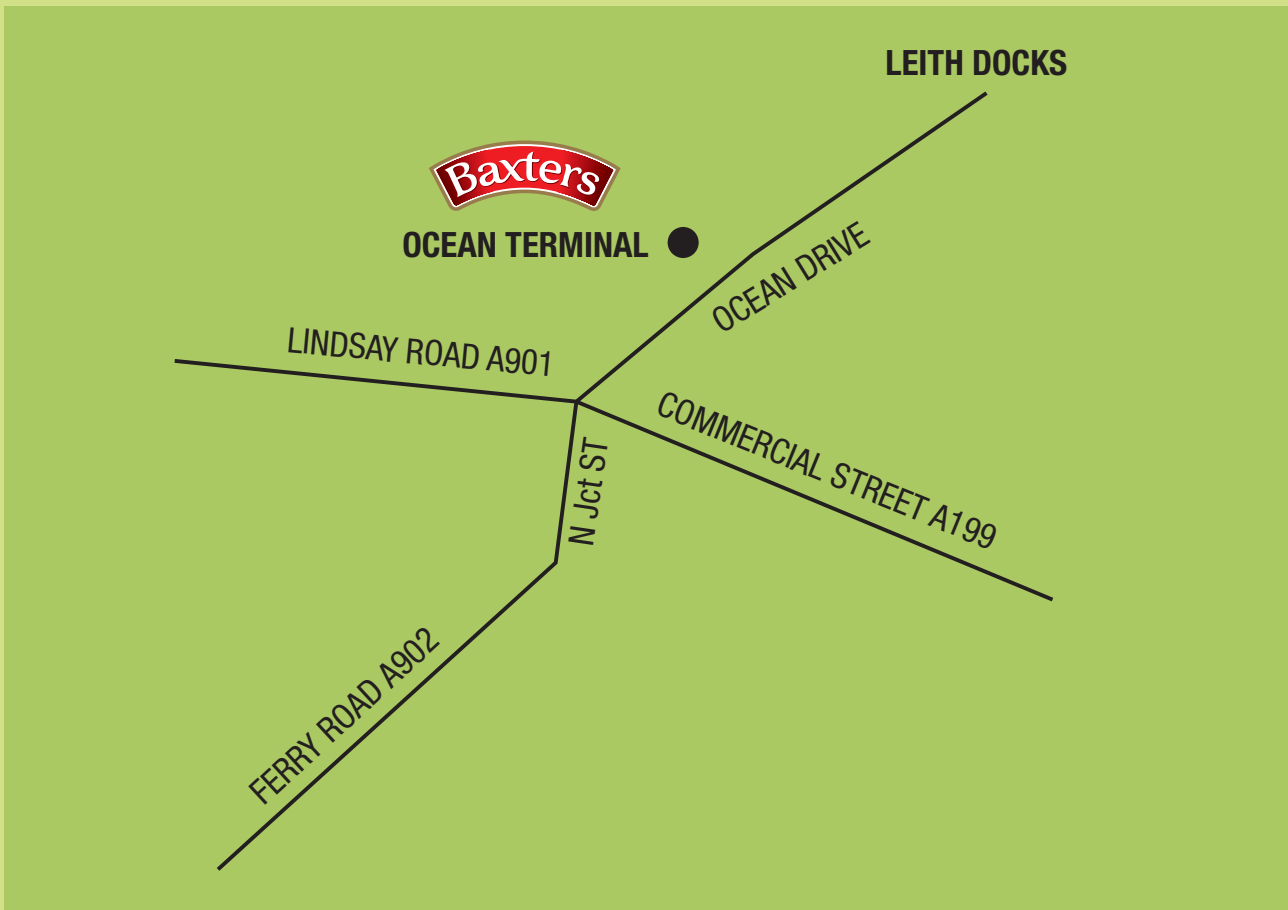 LEITH DOCKS
Baxters
OCEAN TERMINAL
OCEAN DRIVE
LINDSAY ROAD A901
COMMERCIAL STREET A199
N Jct ST
FERRY ROAD A902